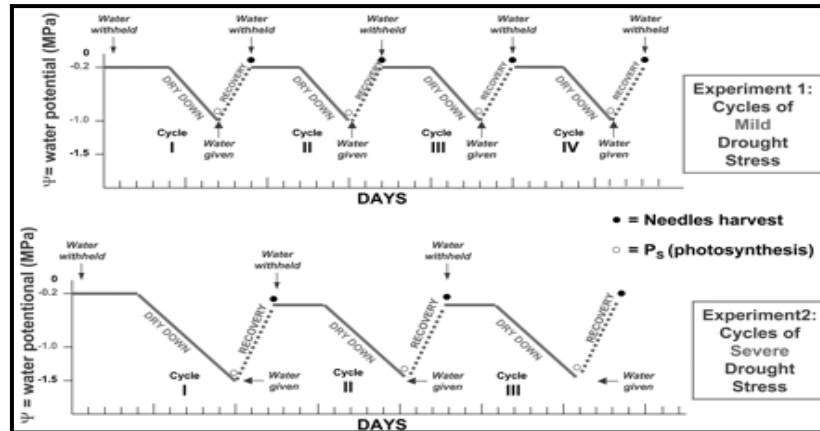 Water withheld
Water withheld
Water withheld
Water withheld
Water withheld
Ψ= water potential (MPa)
0
-0.2
-1.0
-1.5
DRY DOWN
RECOVERY
DRY DOWN
RECOVERY
DRY DOWN
RECOVERY
DRY DOWN
RECOVERY
Cycle
I
Cycle
II
Cycle
III
Cycle
IV
Water given
Water given
Water given
Water given
DAYS
Experiment 1:
Cycles of
Mild
Drought
Stress
● = Needles harvest
○ = PS (photosynthesis)
Water withheld
Water withheld
Water withheld
Ψ = water potentional (MPa)
0
-0.2
-1.0
-1.5
DRY DOWN
RECOVERY
DRY DOWN
RECOVERY
DRY DOWN
RECOVERY
Cycle
I
Cycle
II
Cycle
III
Water given
Water given
Water given
DAYS
Experiment2:
Cycles of
Severe
Drought
Stress